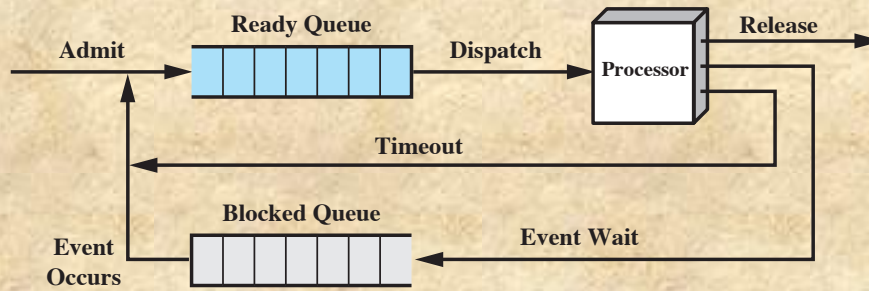 Ready Queue
Admit
Dispatch
Processor
Release
Timeout
Blocked Queue
Event Wait
Event
Occurs